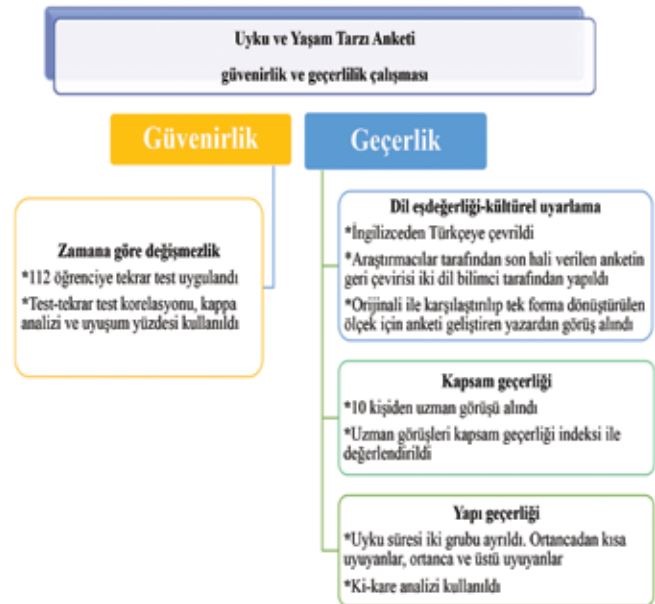 Uyku ve Yaşam Tarzı Anketi
güvenirlik ve geçerlilik çalışması
Güvenirlik
Geçerlik
Zamana göre değişmezlik
*112 öğrenciye tekrar test uygulandı
*Test-tekrar test korelasyonu, kappa
analizi ve uyuşum yüzdesi kullanıldı
Dil eşdeğerliği-kültürel uyarlama
*İngilizceden Türkçeye çevrildi
*Araştırmacılar tarafından son hali verilen anketin
geri çevirisi iki dil bilimci tarafından yapıldı
*Orijinali ile karşılaştırılıp tek forma dönüştürülen
ölçek için anketi geliştiren yazardan görüş alındı
Kapsam geçerliği
*10 kişiden uzman görüşü alındı
*Uzman görüşleri kapsam geçerliği indeksi ile
değerlendirildi
Yapı geçerliği
*Uyku süresi iki grubu ayrıldı. Ortancadan kısa
uyuyanlar, ortanca ve üstü uyuyanlar
*Ki-kare analizi kullanıldı